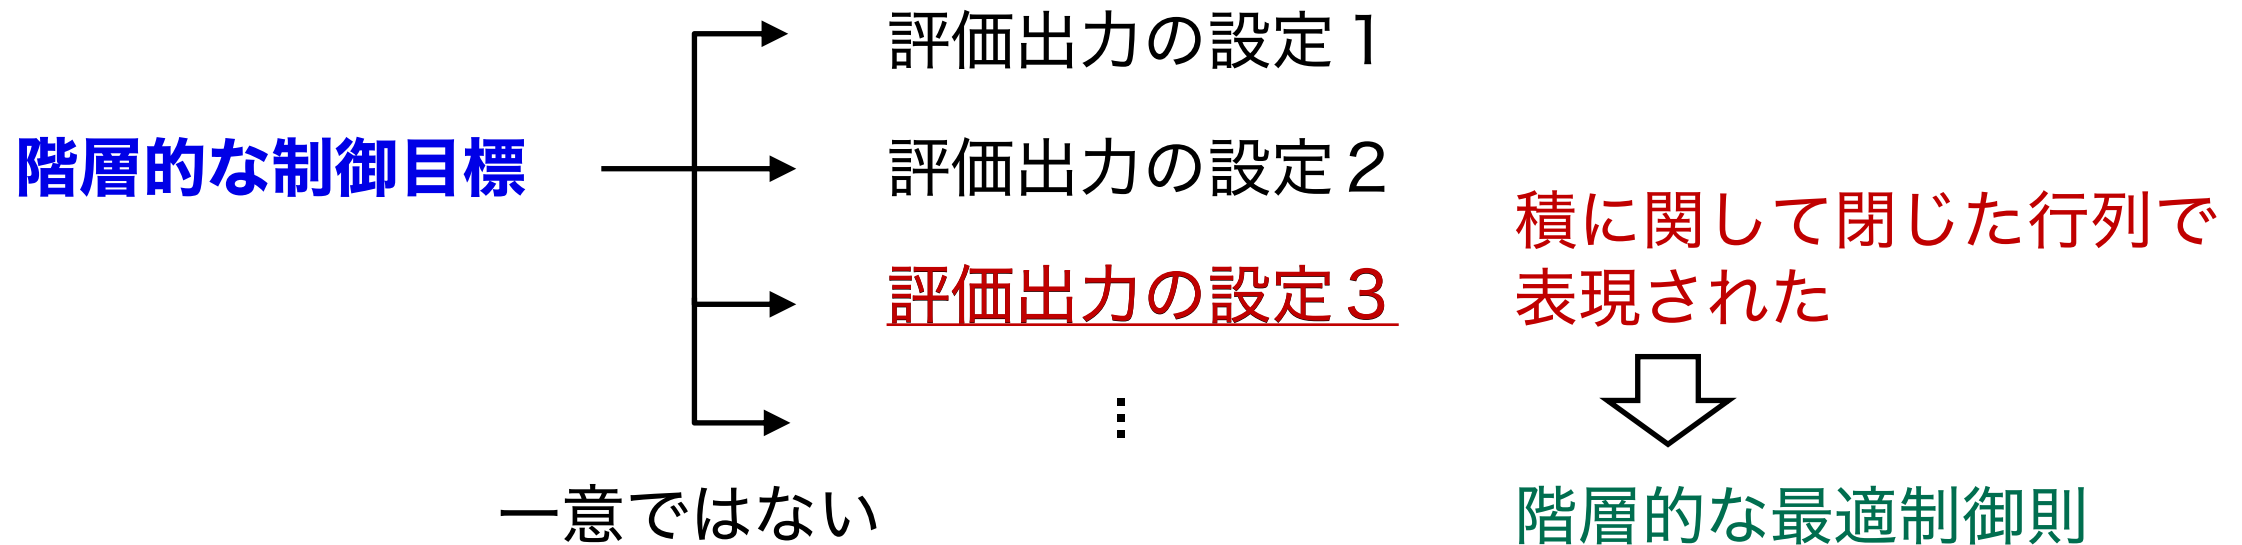 階層的な制御目標
評価出力の設定１
評価出力の設定２
評価出力の設定３
⋮
一意ではない
積に関して閉じた行列で
表現された
階層的な最適制御則